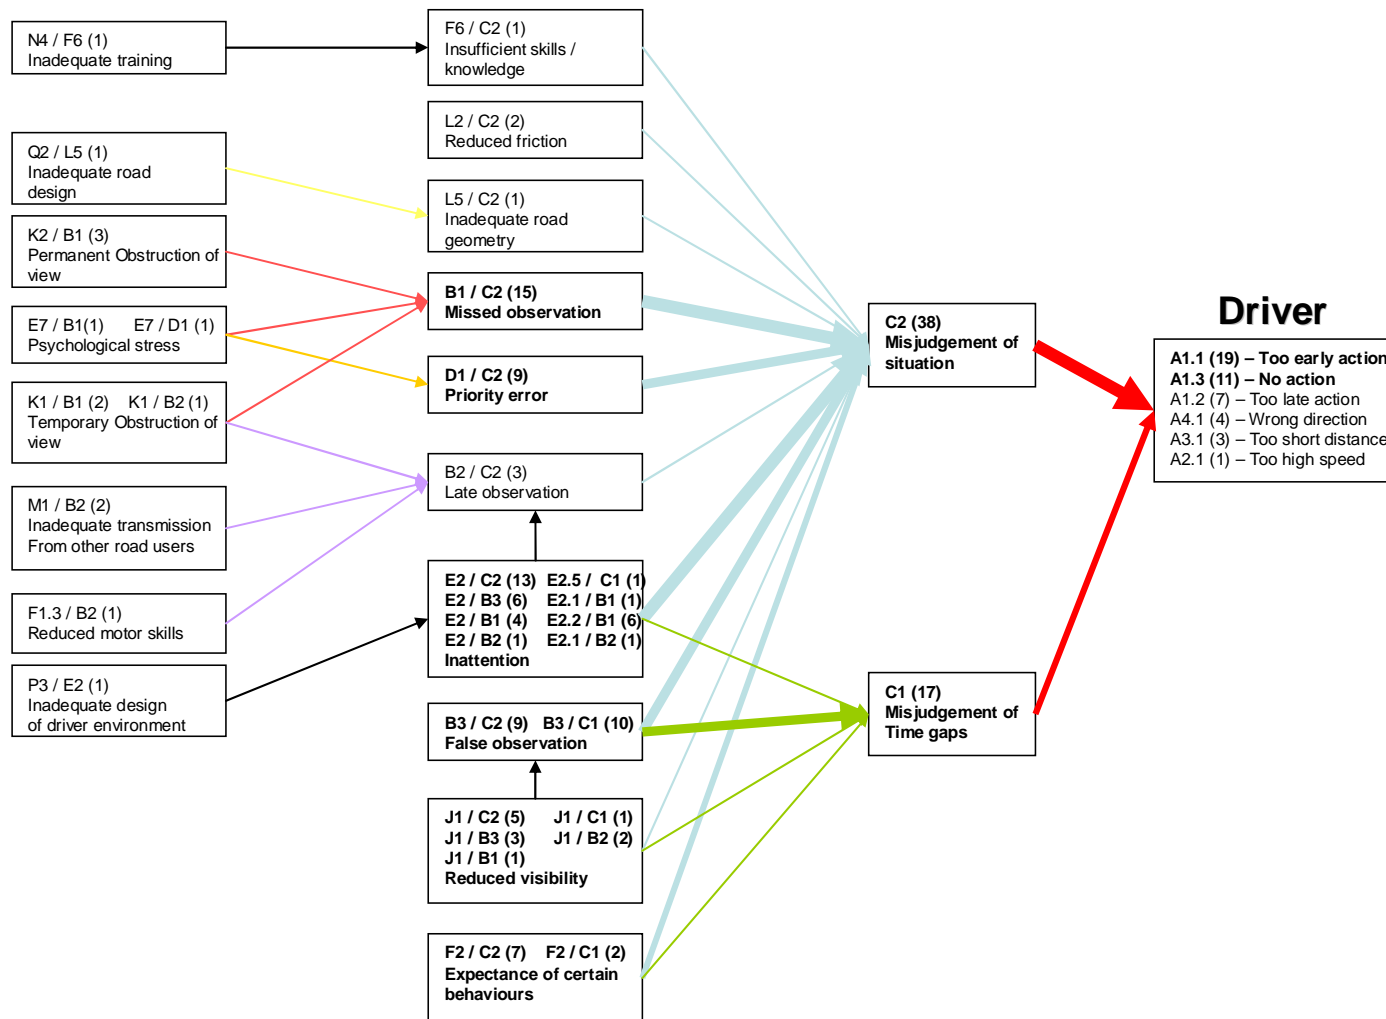 N4 / F6 (1)
Inadequate training
Q2 / L5 (1)
Inadequate road
design
K2 / B1 (3)
Permanent Obstruction of
view
E7 / B1(1) E7 / D1 (1)
Psychological stress
K1 / B1 (2) K1 / B2 (1)
Temporary Obstruction of
view
M1 / B2 (2)
Inadequate transmission
From other road users
F1.3 / B2 (1)
Reduced motor skills
P3 / E2 (1)
Inadequate design
of driver environment
F6 / C2 (1)
Insufficient skills /
knowledge
L2 / C2 (2)
Reduced friction
L5 / C2 (1)
Inadequate road
geometry
B1 / C2 (15)
Missed observation
D1 / C2 (9)
Priority error
B2 / C2 (3)
Late observation
E2 / C2 (13) E2.5 / C1 (1)
E2 / B3 (6) E2.1 / B1 (1)
E2 / B1 (4) E2.2 / B1 (6)
E2 / B2 (1) E2.1 / B2 (1)
Inattention
B3 / C2 (9) B3 / C1 (10)
False observation
J1 / C2 (5) J1 / C1 (1)
J1 / B3 (3) J1 / B2 (2)
J1 / B1 (1)
Reduced visibility
F2 / C2 (7) F2 / C1 (2)
Expectance of certain
behaviours
C2 (38)
Misjudgement of
situation
C1 (17)
Misjudgement of
Time gaps
Driver
A1.1 (19) – Too early action
A1.3 (11) – No action
A1.2 (7) – Too late action
A4.1 (4) – Wrong direction
A3.1 (3) – Too short distance
A2.1 (1) – Too high speed